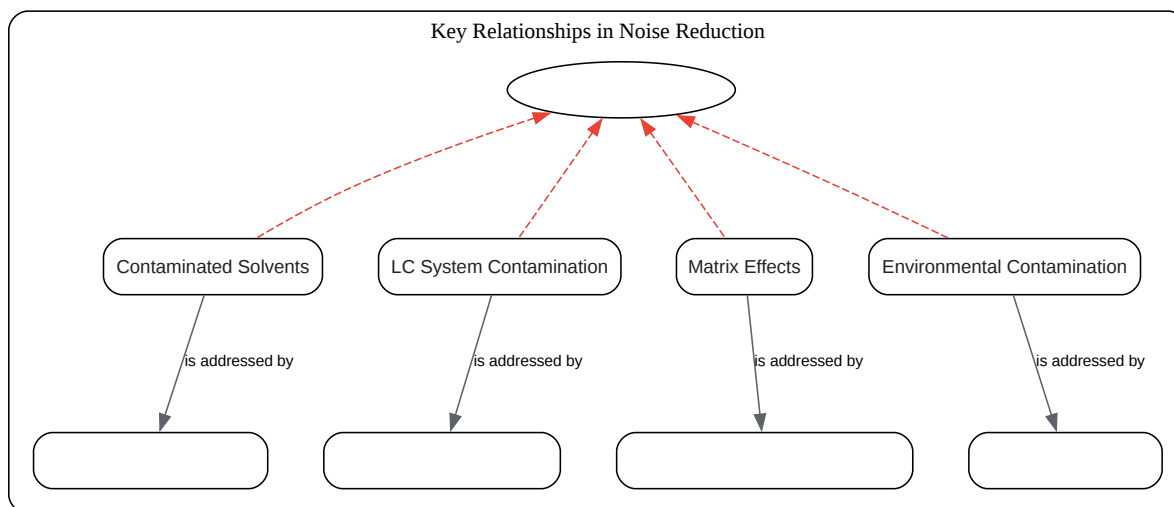 Key Relationships in Noise Reduction
Contaminated Solvents
LC System Contamination
Matrix Effects
Environmental Contamination
is addressed by
is addressed by
is addressed by
is addressed by